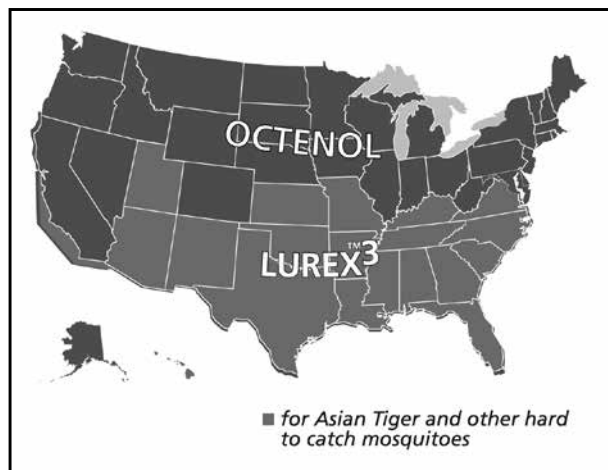 OCTENOL
LUREX™3
for Asian Tiger and other hard
to catch mosquitoes